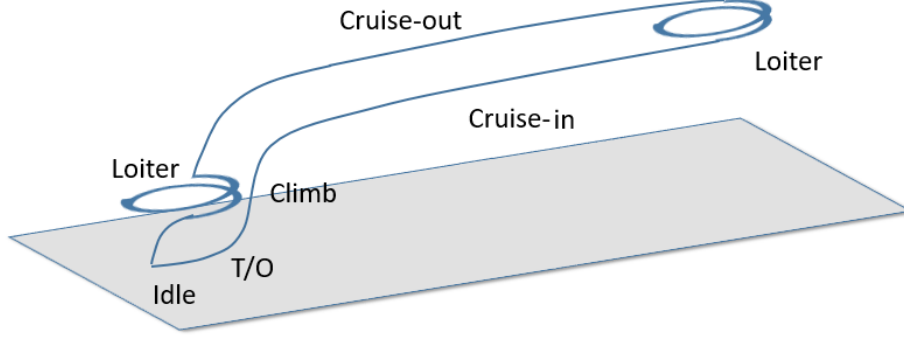 Cruise-out
Loiter
Cruise-in
Loiter
Climb
T/O
Idle